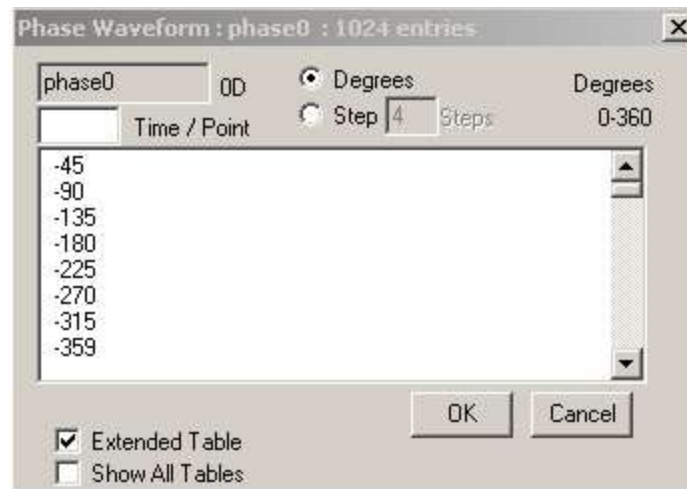 Phase Waveform : phase0 : 1024 entries
phase0 0D Degrees Degrees
Time / Point Step 4 Steps 0-360
-45
-90
-135
-180
-225
-270
-315
-359
OK Cancel
Extended Table
Show All Tables